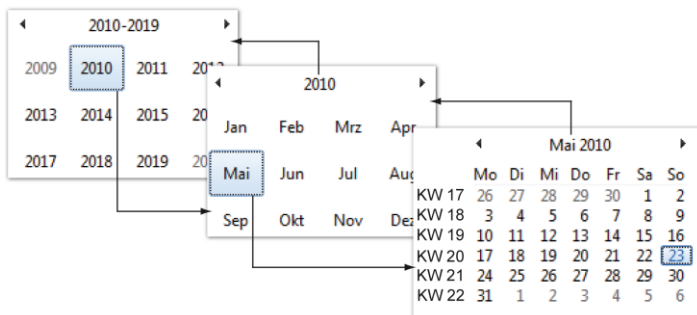 2010-2019
2009 2010 2011 2012
2013 2014 2015 20
2017 2018 2019 20
2010
Jan Feb Mrz Apr
Mai Jun Jul Aug
Sep Okt Nov Dez
Mai 2010
Mo Di Mi Do Fr Sa So
KW 17 26 27 28 29 30 1 2
KW 18 3 4 5 6 7 8 9
KW 19 10 11 12 13 14 15 16
KW 20 17 18 19 20 21 22 23
KW 21 24 25 26 27 28 29 30
KW 22 31 1 2 3 4 5 6